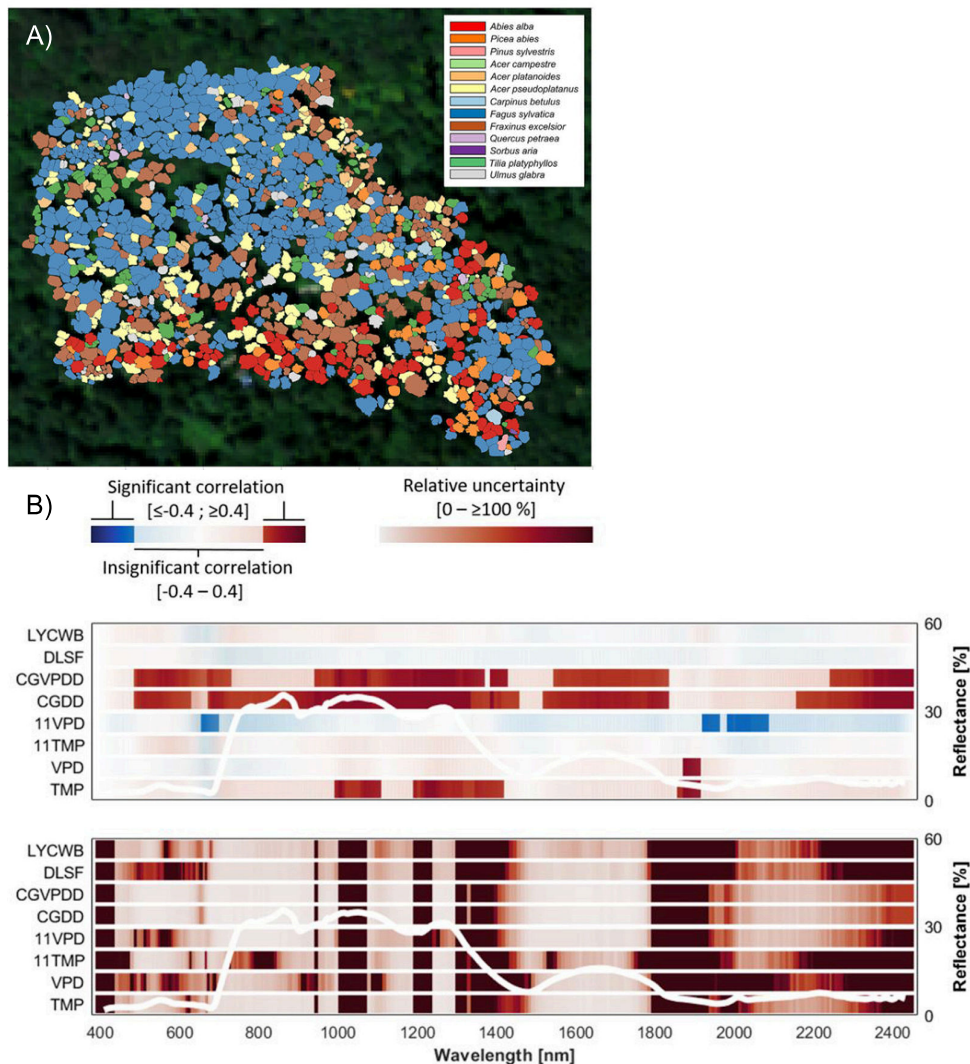 A)
Abies alba
Picea abies
Pinus sylvestris
Acer campestre
Acer platanoides
Acer pseudoplatanus
Carpinus betulus
Fagus sylvatica
Fraxinus excelsior
Quercus petraea
Sorbus aria
Tilia platyphyllos
Ulmus glabra
B)
Significant correlation
[≤-0.4 ; ≥0.4]
Insignificant correlation
[-0.4 – 0.4]
Relative uncertainty
[0 – ≥100 %]
LYCWB
DLSF
CGVPDD
CGDD
11VPD
11TMP
VPD
TMP
60
30
0
Reflectance [%]
LYCWB
DLSF
CGVPDD
CGDD
11VPD
11TMP
VPD
TMP
60
30
0
Reflectance [%]
400 600 800 1000 1200 1400 1600 1800 2000 2200 2400
Wavelength [nm]